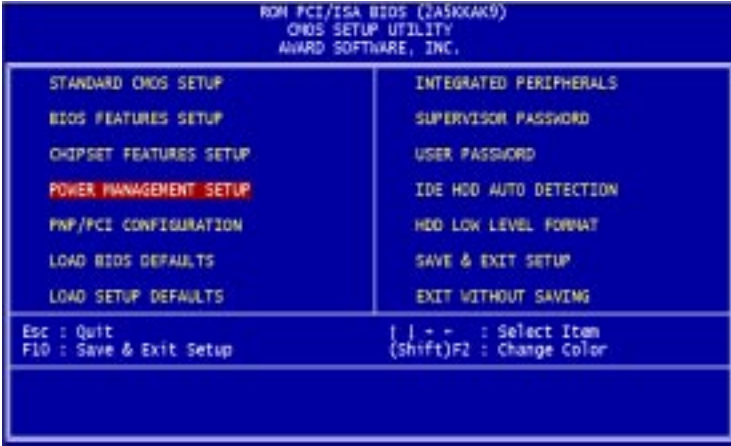 ROM PCI/ISA BIOS (2A5KKAK9)
CMOS SETUP UTILITY
AWARD SOFTWARE, INC.
STANDARD CMOS SETUP
BIOS FEATURES SETUP
CHIPSET FEATURES SETUP
POWER MANAGEMENT SETUP
PNP/PCI CONFIGURATION
LOAD BIOS DEFAULTS
LOAD SETUP DEFAULTS
INTEGRATED PERIPHERALS
SUPERVISOR PASSWORD
USER PASSWORD
IDE HDD AUTO DETECTION
HDD LOW LEVEL FORMAT
SAVE & EXIT SETUP
EXIT WITHOUT SAVING
Esc : Quit
F10 : Save & Exit Setup
: Select Item
(Shift)F2 : Change Color